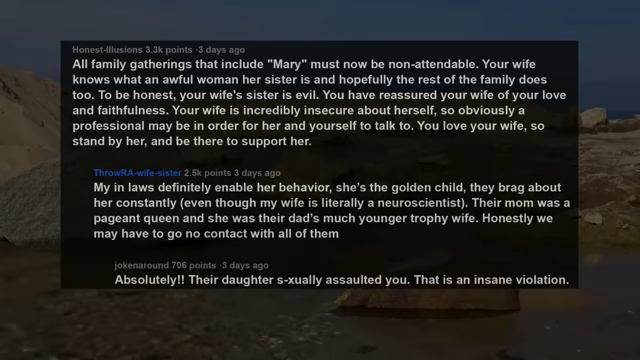 Honest-Illusions 3.3k points ·3 days ago
All family gatherings that include "Mary" must now be non-attendable. Your wife
knows what an awful woman her sister is and hopefully the rest of the family does
too. To be honest, your wife's sister is evil. You have reassured your wife of your love
and faithfulness. Your wife is incredibly insecure about herself, so obviously a
professional may be in order for her and yourself to talk to. You love your wife, so
stand by her, and be there to support her.
ThrowRA-wife-sister 2.5k points 3 days ago
My in laws definitely enable her behavior, she's the golden child, they brag about
her constantly (even though my wife is literally a neuroscientist). Their mom was a
pageant queen and she was their dad's much younger trophy wife. Honestly we
may have to go no contact with all of them
jokenaround 706 points ·3 days ago
Absolutely!! Their daughter s-xually assaulted you. That is an insane violation.